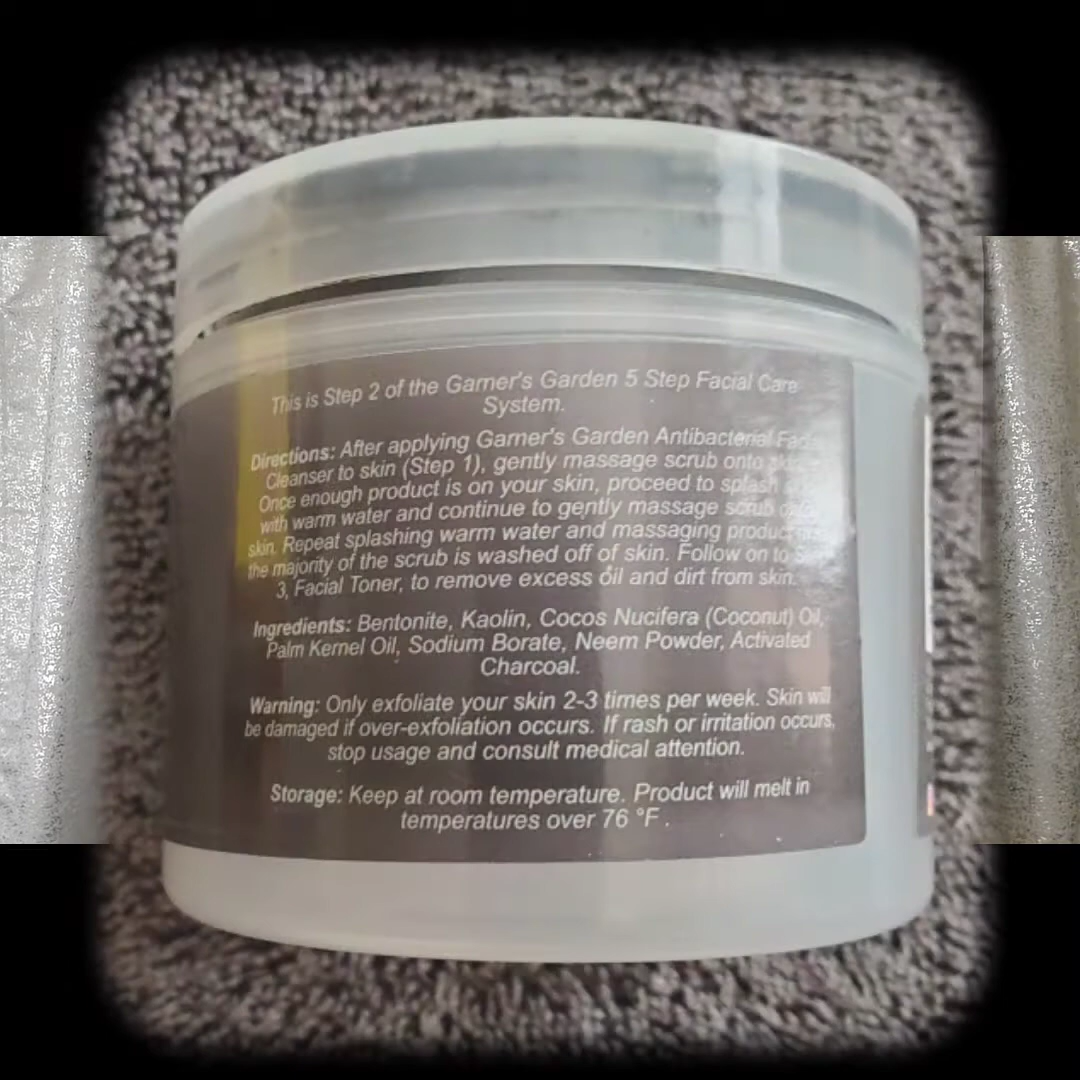 This is Step 2 of the Garner's Garden 5 Step Facial Care
System.
Directions: After applying Garner's Garden Antibacterial
Cleanser to skin (Step 1), gently massage scrub onto
Once enough product is on your skin, proceed to splash
with warm water and continue to gently massage scrub
skin. Repeat splashing warm water and massaging product
the majority of the scrub is washed off of skin. Follow on to
3, Facial Toner, to remove excess oil and dirt from skin.
Ingredients: Bentonite, Kaolin, Cocos Nucifera (Coconut) Oil,
Palm Kernel Oil, Sodium Borate, Neem Powder, Activated
Charcoal.
Warning: Only exfoliate your skin 2-3 times per week. Skin will
be damaged if over-exfoliation occurs. If rash or irritation occurs,
stop usage and consult medical attention.
Storage: Keep at room temperature. Product will melt in
temperatures over 76 °F.